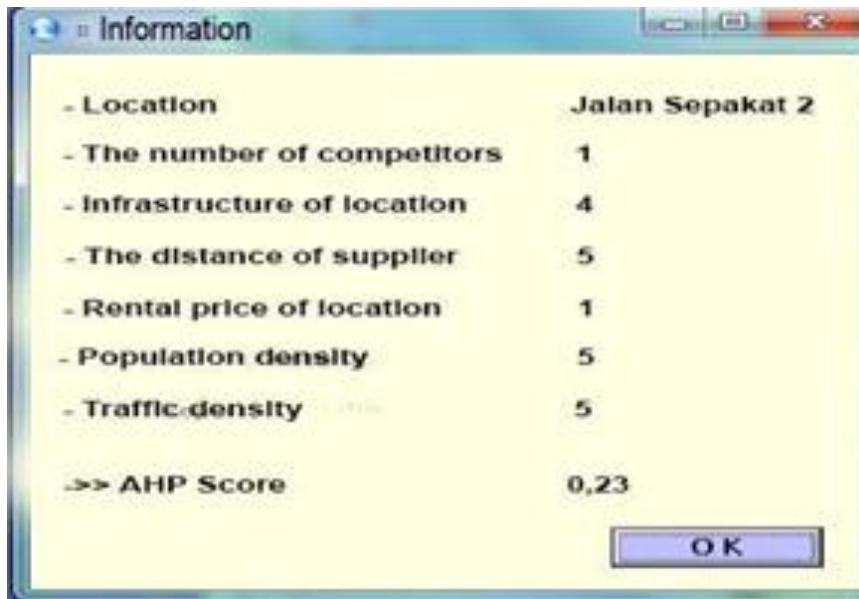 Information
- Location Jalan Sepakat 2
- The number of competitors 1
- Infrastructure of location 4
- The distance of supplier 5
- Rental price of location 1
- Population density 5
- Traffic density 5
->> AHP Score 0,23
O K